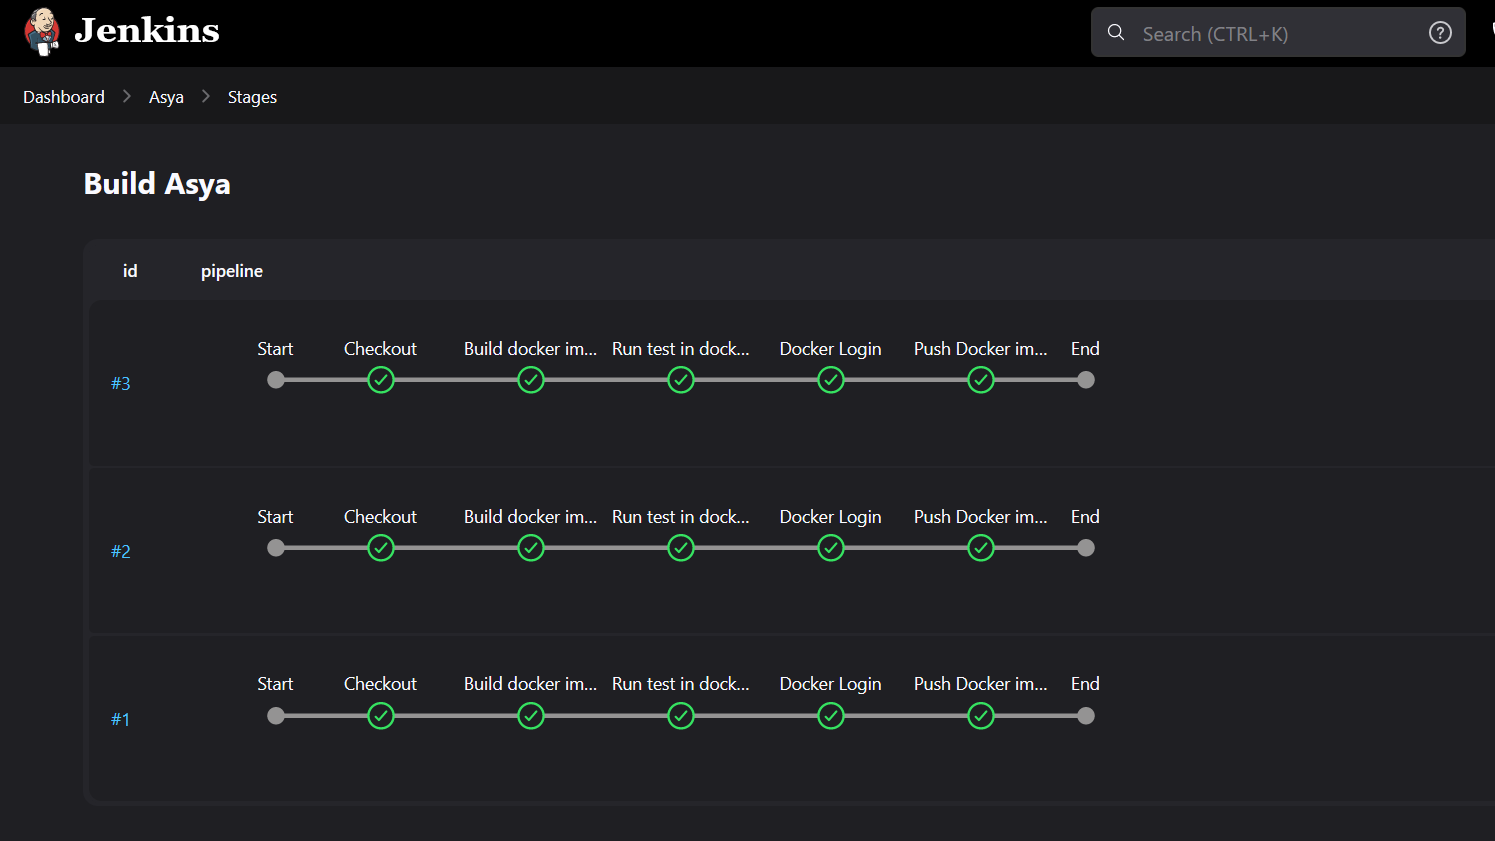 Jenkins
Search (CTRL+K)
Dashboard Asya Stages
Build Asya
id pipeline
Start Checkout Build docker im... Run test in dock... Docker Login Push Docker im... End
#3
Start Checkout Build docker im... Run test in dock... Docker Login Push Docker im... End
#2
Start Checkout Build docker im... Run test in dock... Docker Login Push Docker im... End
#1